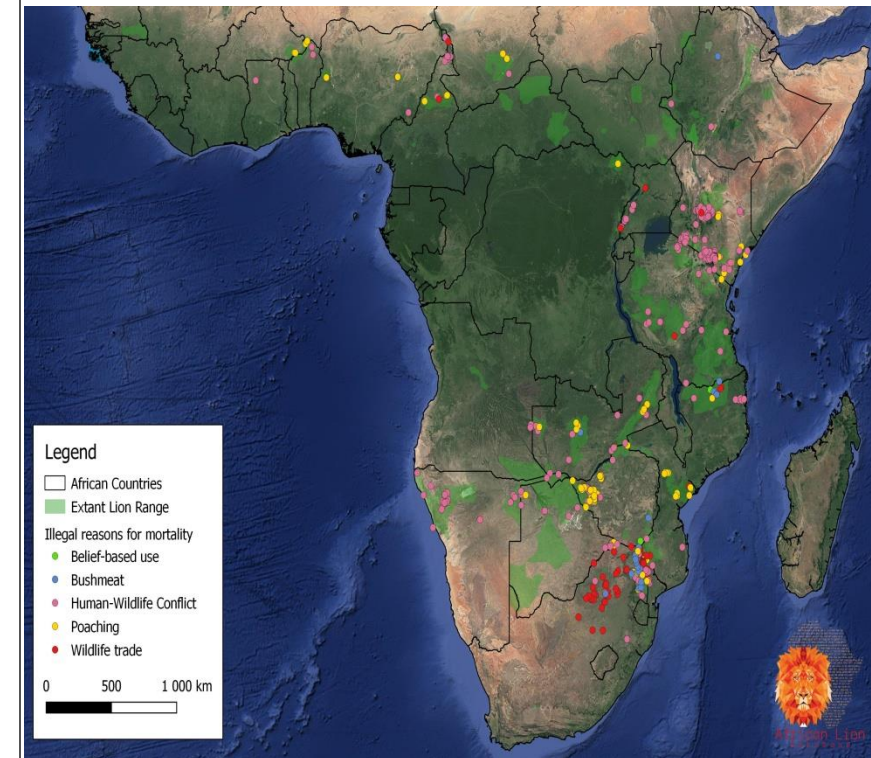 Legend
African Countries
Extant Lion Range
Illegal reasons for mortality
Belief-based use
Bushmeat
Human-Wildlife Conflict
Poaching
Wildlife trade
0 500 1 000 km
African Lion